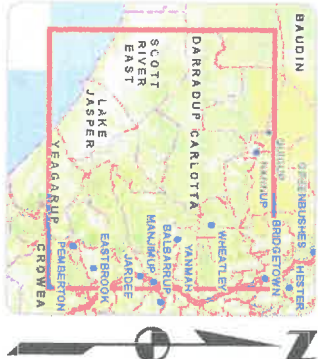 BAUDIN
SCOTT
RIVER
EAST
DARRADUP
CARLOTTA
LAKE
JASPER
YEAGARUP
CROWEA
GREENBUSHES
HESTER
BRIDGETOWN
WHEATLEY
YANMAH
BALBARRUP
MANJIMUP
JARDEE
EASTBROOK
PEMBERTON
N